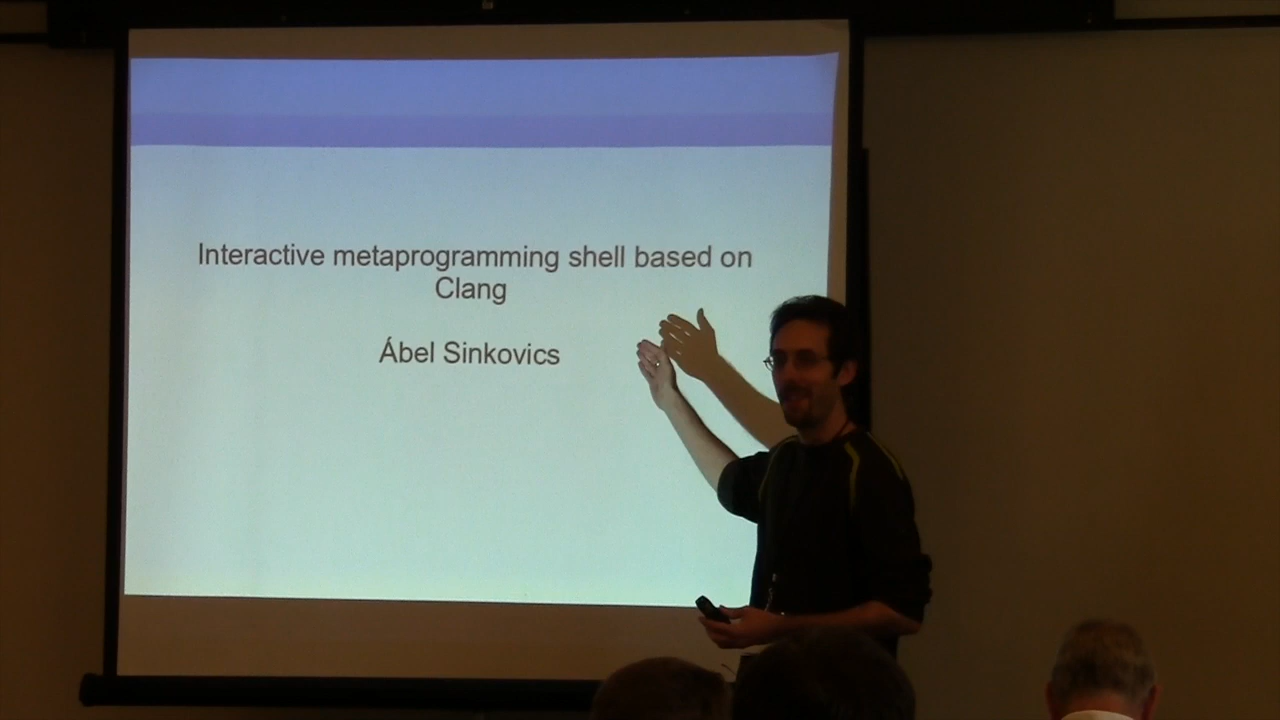 Interactive metaprogramming shell based on
Clang
Ábel Sinkovics